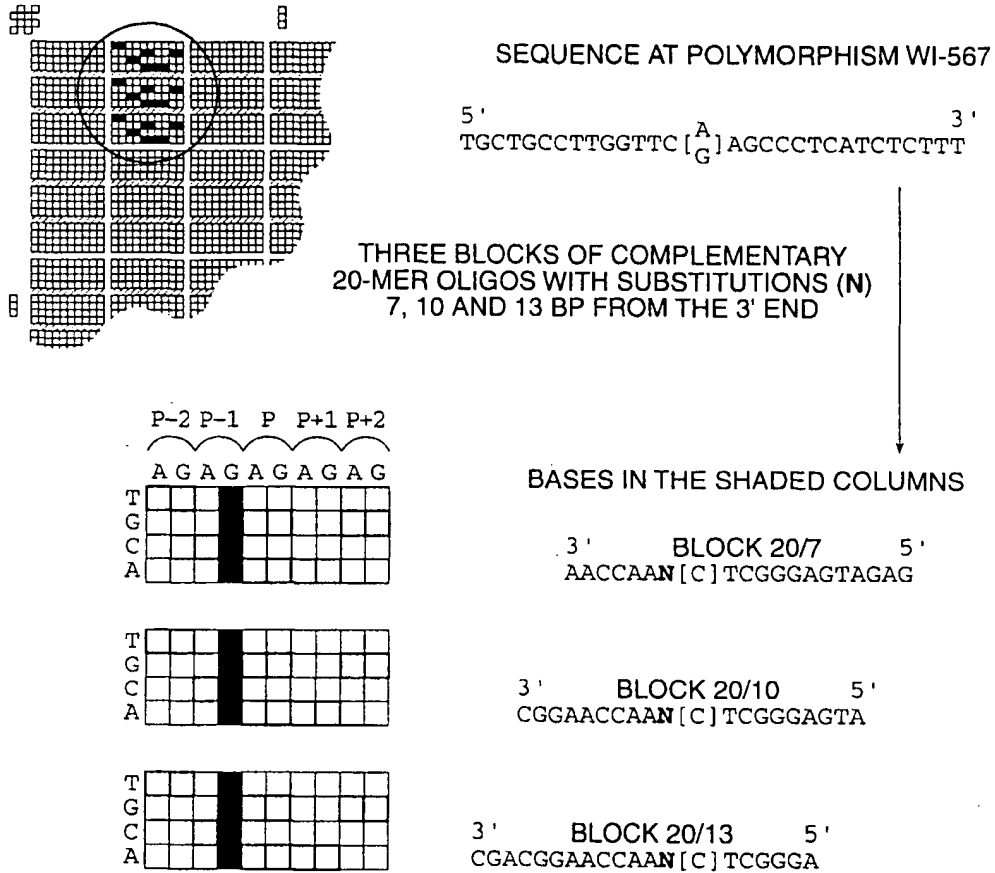 SEQUENCE AT POLYMORPHISM WI-567
5' 3'
TGCTGCCTTGGTTC[A/G]AGCCCTCATCTCTTT
THREE BLOCKS OF COMPLEMENTARY
20-MER OLIGOS WITH SUBSTITUTIONS (N)
7, 10 AND 13 BP FROM THE 3' END
P-2 P-1 P P+1 P+2
A G A G A G A G A G
T
G
C
A
BASES IN THE SHADED COLUMNS
3' BLOCK 20/7 5'
AACCAAN[C]TCGGGAGTAGAG
T
G
C
A
3' BLOCK 20/10 5'
CGGAACCAAN[C]TCGGGAGTA
T
G
C
A
3' BLOCK 20/13 5'
CGACGGAACCAAN[C]TCGGGA